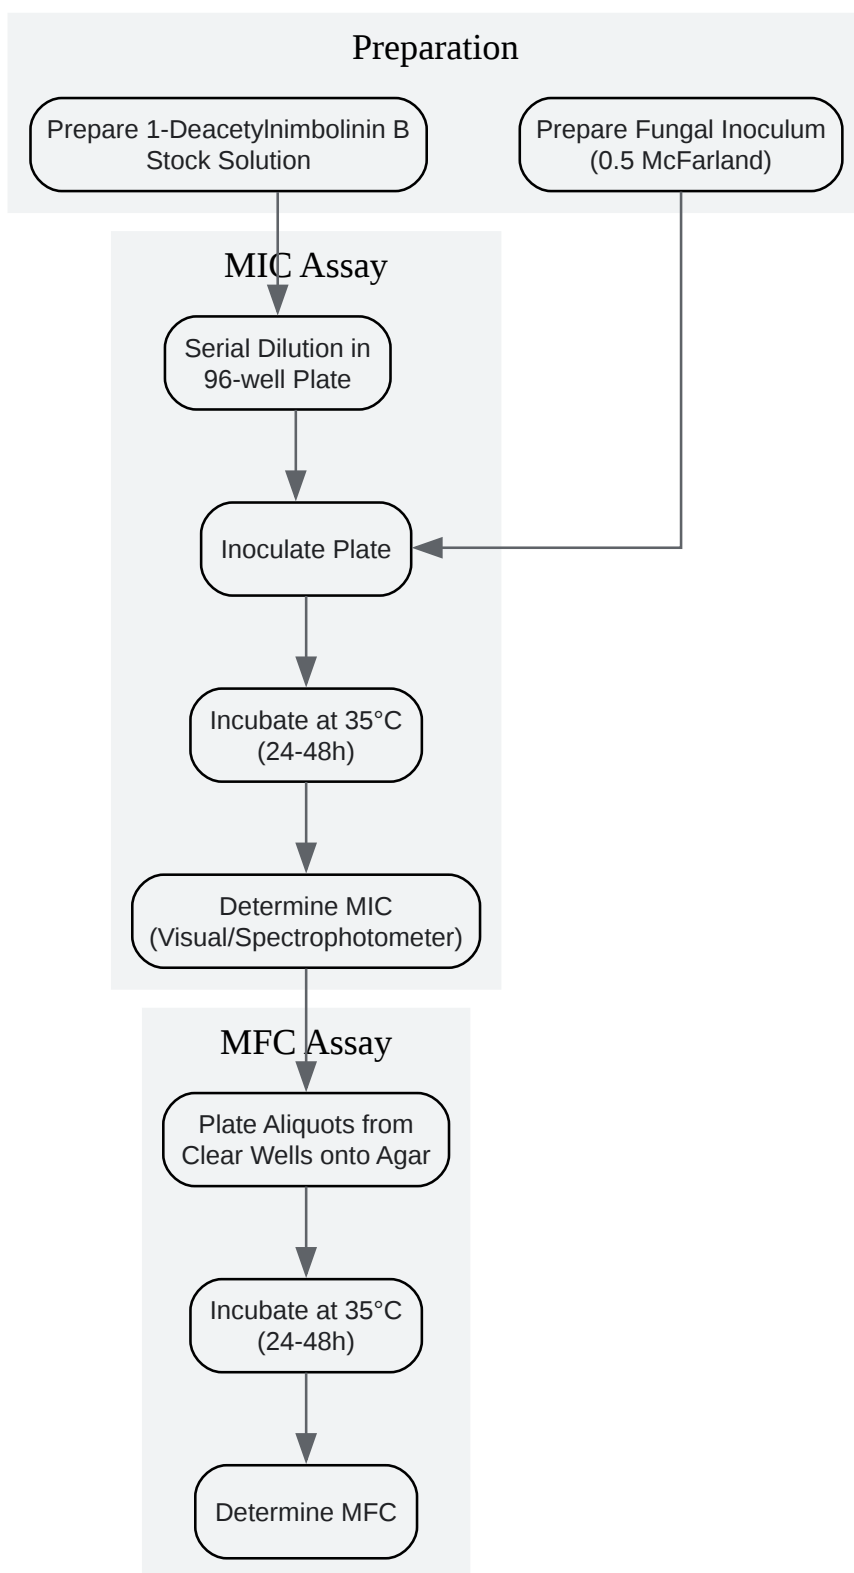 Preparation
Prepare 1-Deacetylnimbolinin B
Stock Solution
Prepare Fungal Inoculum
(0.5 McFarland)
MIC Assay
Serial Dilution in
96-well Plate
Inoculate Plate
Incubate at 35°C
(24-48h)
Determine MIC
(Visual/Spectrophotometer)
MFC Assay
Plate Aliquots from
Clear Wells onto Agar
Incubate at 35°C
(24-48h)
Determine MFC